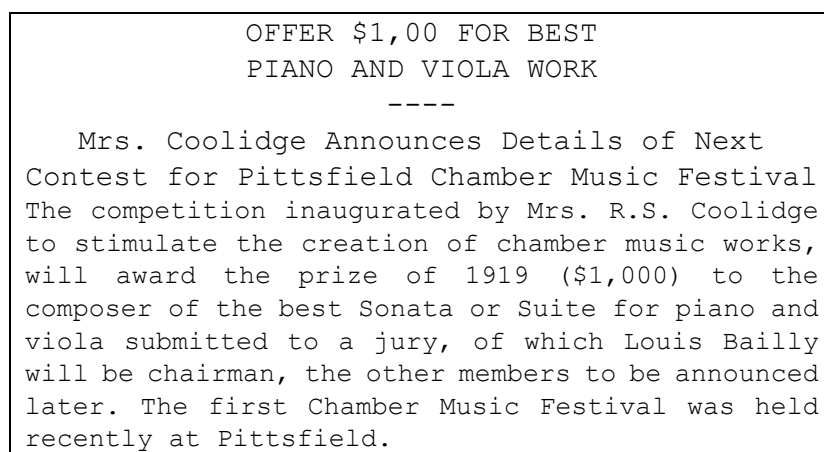 OFFER $1,00 FOR BEST
PIANO AND VIOLA WORK
----
Mrs. Coolidge Announces Details of Next
Contest for Pittsfield Chamber Music Festival
The competition inaugurated by Mrs. R.S. Coolidge
to stimulate the creation of chamber music works,
will award the prize of 1919 ($1,000) to the
composer of the best Sonata or Suite for piano and
viola submitted to a jury, of which Louis Bailly
will be chairman, the other members to be announced
later. The first Chamber Music Festival was held
recently at Pittsfield.